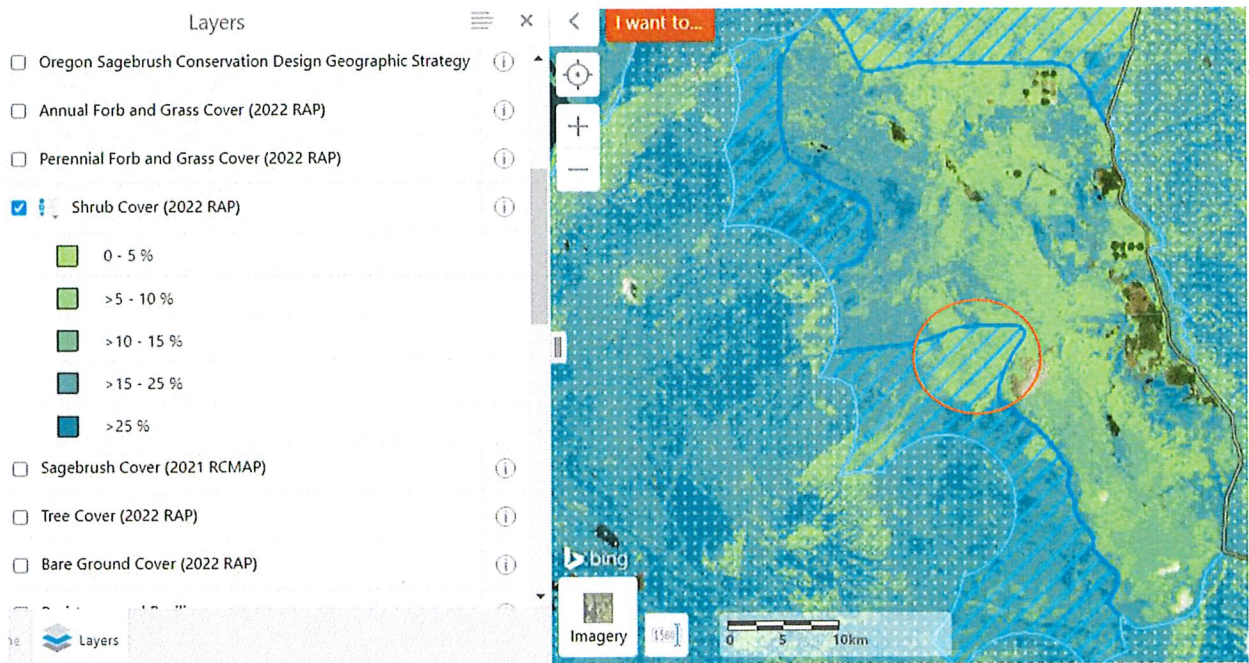 Layers
Oregon Sagebrush Conservation Design Geographic Strategy
Annual Forb and Grass Cover (2022 RAP)
Perennial Forb and Grass Cover (2022 RAP)
Shrub Cover (2022 RAP)
0 - 5 %
>5 - 10 %
>10 - 15 %
>15 - 25 %
>25 %
Sagebrush Cover (2021 RCMAP)
Tree Cover (2022 RAP)
Bare Ground Cover (2022 RAP)
Layers
I want to...
bing
Imagery
0 5 10km